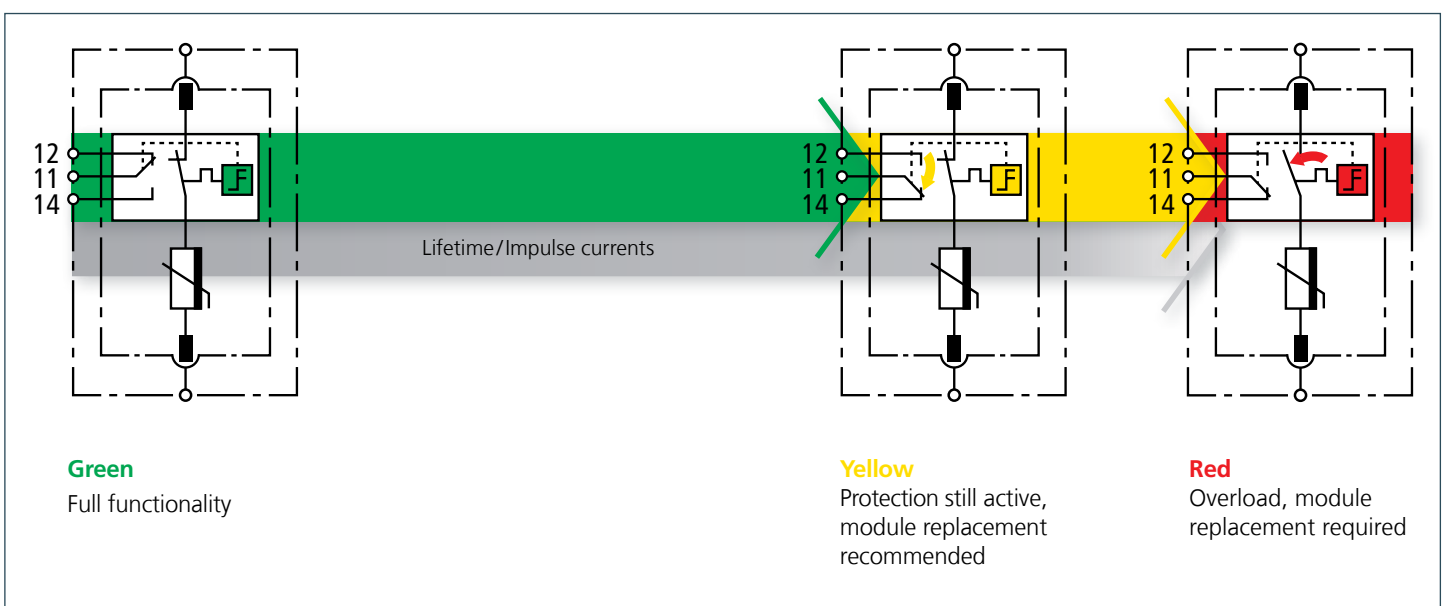 12
11
14
12
11
14
12
11
14
Lifetime/Impulse currents
Green
Full functionality
Yellow
Protection still active,
module replacement
recommended
Red
Overload, module
replacement required